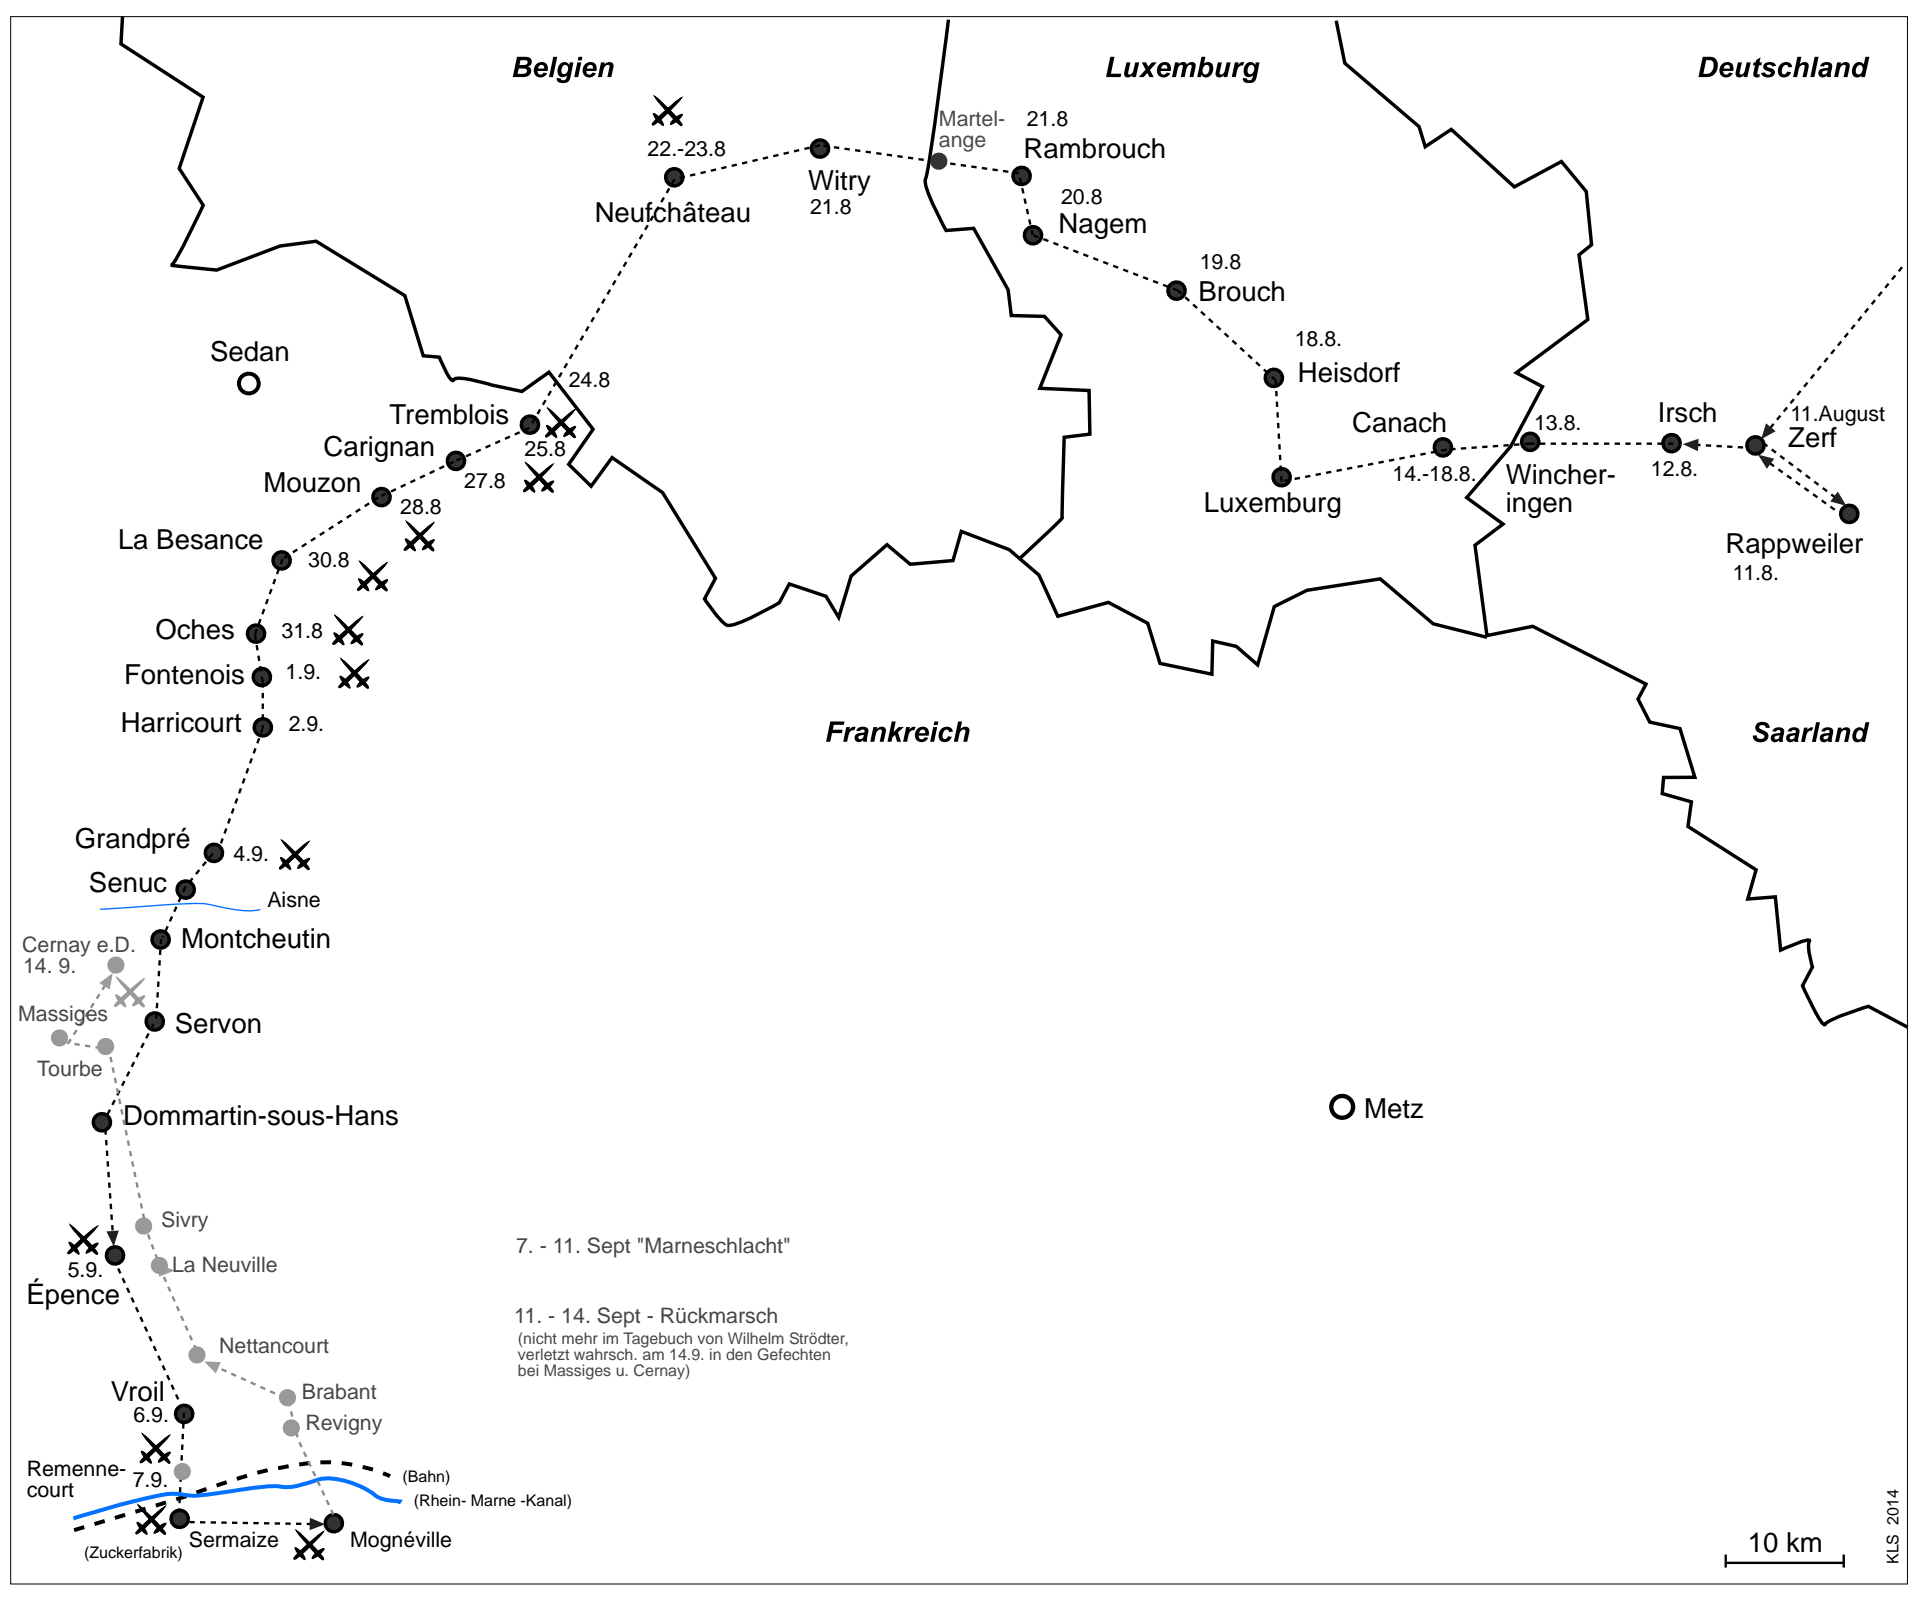 Belgien
Luxemburg
Deutschland
22.-23.8
Neufchâteau
Witry
21.8
Martel-
ange
21.8
Rambrouch
20.8
Nagem
19.8
Brouch
18.8.
Heisdorf
Luxemburg
Canach
14.-18.8.
13.8.
Wincher-
ingen
Irsch
12.8.
11.August
Zerf
Rappweiler
11.8.
Sedan
24.8
Tremblois
25.8
Carignan
27.8
Mouzon
28.8
La Besance
30.8
Oches
31.8
Fontenois
1.9.
Harricourt
2.9.
Frankreich
Saarland
Grandpré
4.9.
Senuc
Aisne
Montcheutin
Cernay e.D.
14. 9.
Massiges
Servon
Tourbe
Dommartin-sous-Hans
Metz
Sivry
5.9.
Épence
La Neuville
7. - 11. Sept "Marneschlacht"
11. - 14. Sept - Rückmarsch
(nicht mehr im Tagebuch von Wilhelm Strödter,
verletzt wahrsch. am 14.9. in den Gefechten
bei Massiges u. Cernay)
Nettancourt
Brabant
Revigny
Vroil
6.9.
Remenne-
court
7.9.
(Bahn)
(Rhein- Marne -Kanal)
Sermaize
(Zuckerfabrik)
Mognéville
10 km
KLS 2014